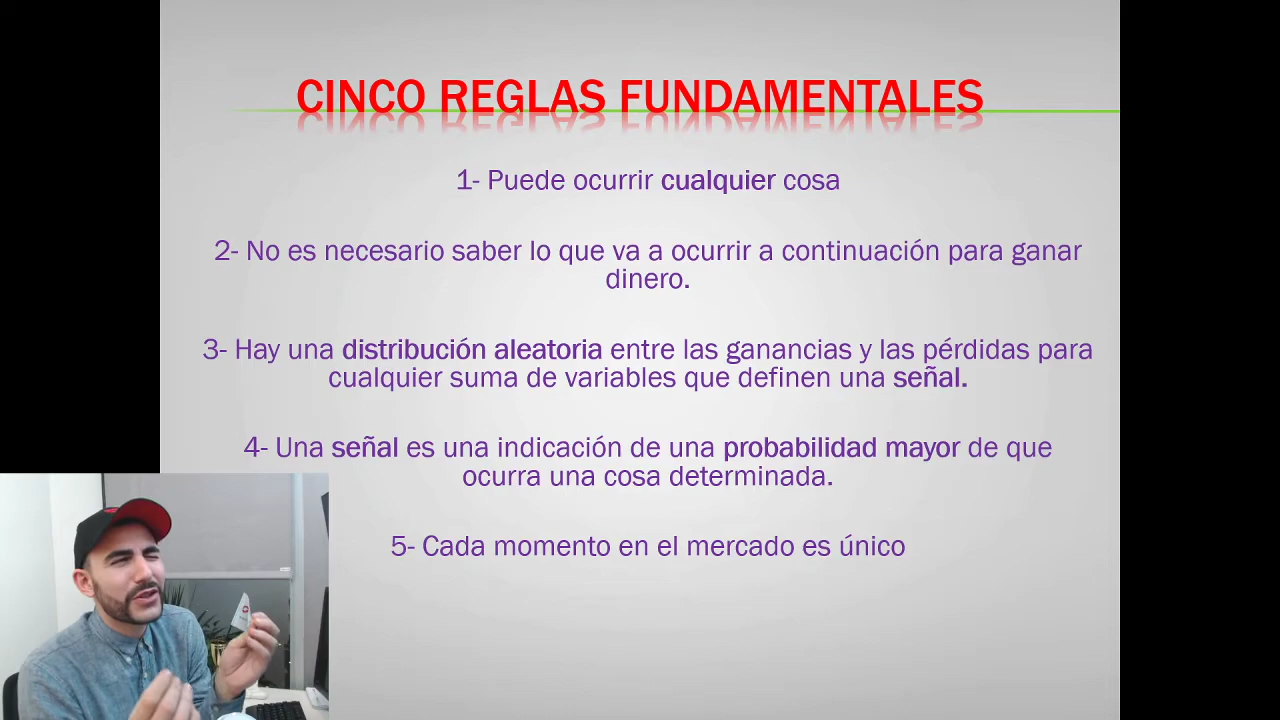 CINCO REGLAS FUNDAMENTALES
1- Puede ocurrir cualquier cosa
2- No es necesario saber lo que va a ocurrir a continuación para ganar
dinero.
3- Hay una distribución aleatoria entre las ganancias y las pérdidas para
cualquier suma de variables que definen una señal.
4- Una señal es una indicación de una probabilidad mayor de que
ocurra una cosa determinada.
5- Cada momento en el mercado es único